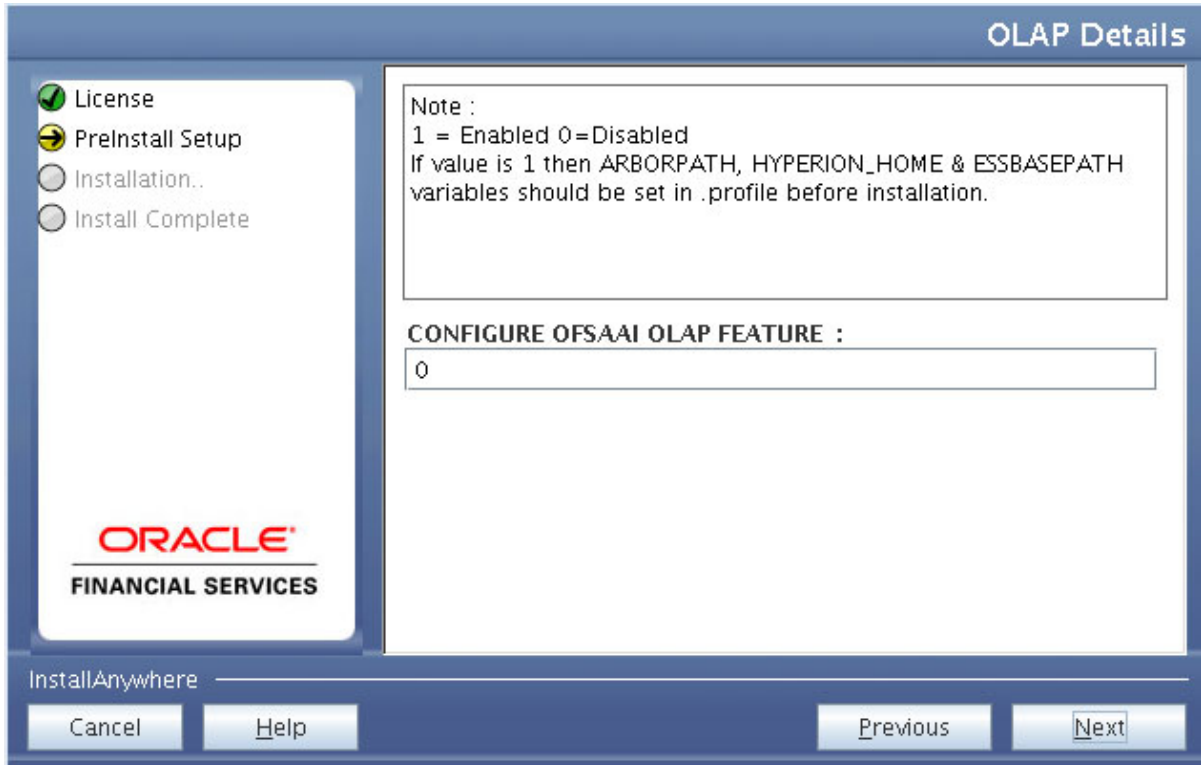 OLAP Details
License
PreInstall Setup
Installation..
Install Complete
Note :
1 = Enabled 0=Disabled
If value is 1 then ARBORPATH, HYPERION_HOME & ESSBASEPATH
variables should be set in .profile before installation.
CONFIGURE OFSAAI OLAP FEATURE :
0
ORACLE
FINANCIAL SERVICES
InstallAnywhere
Cancel
Help
Previous
Next